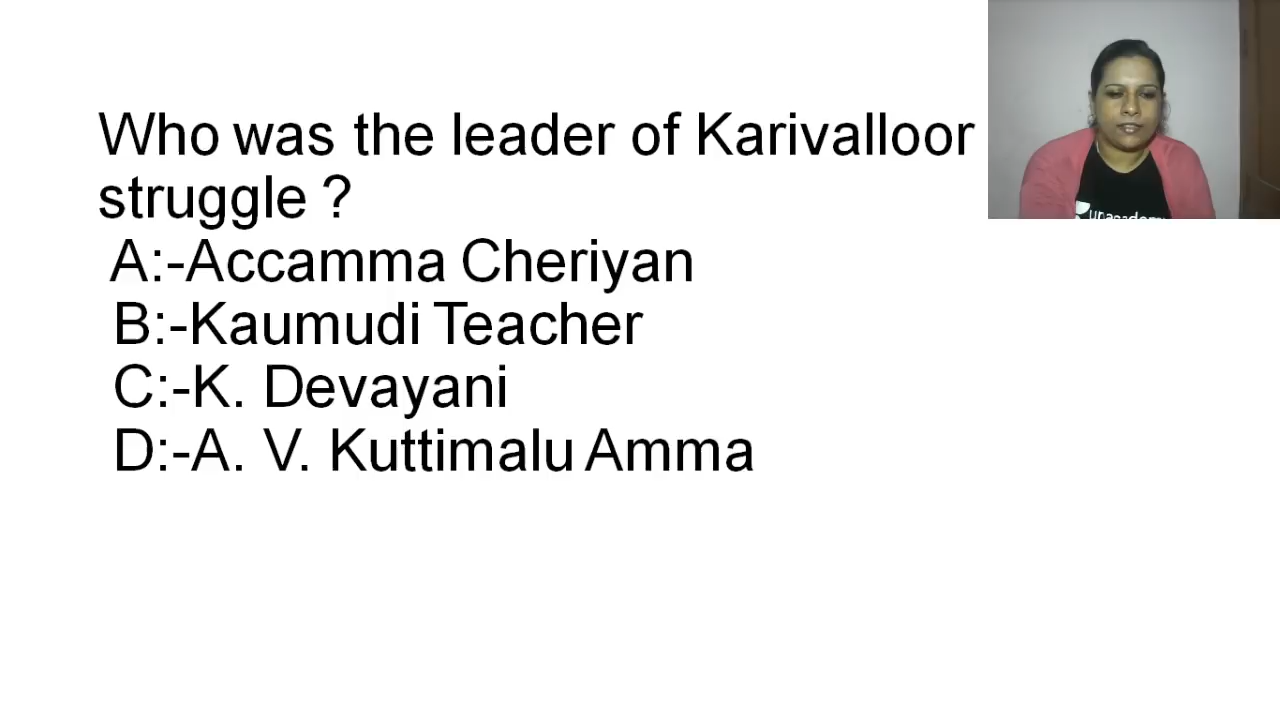 Who was the leader of Karivalloor
struggle ?
A:-Accamma Cheriyan
B:-Kaumudi Teacher
C:-K. Devayani
D:-A. V. Kuttimalu Amma